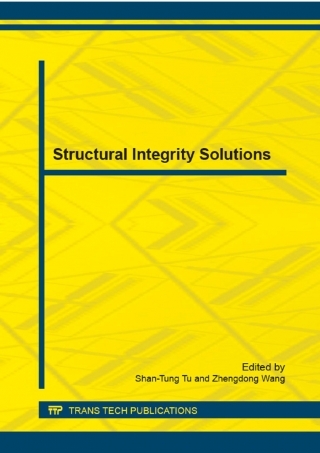 Structural Integrity Solutions
Edited by
Shan-Tung Tu and Zhengdong Wang
TTP TRANS TECH PUBLICATIONS